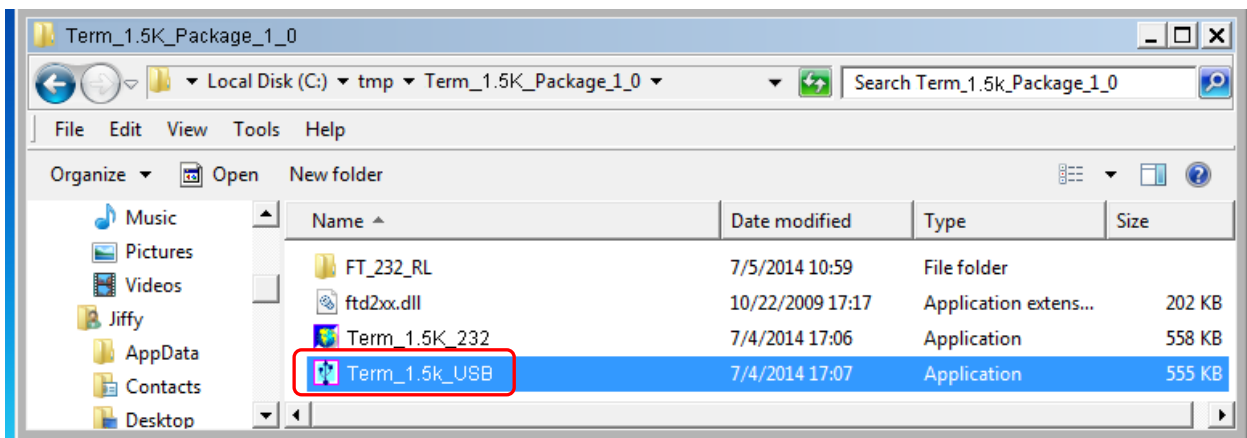 Term_1.5K_Package_1_0
Local Disk (C:) tmp Term_1.5K_Package_1_0 Search Term_1.5k_Package_1_0
File Edit View Tools Help
Organize Open New folder
Music Name Date modified Type Size
Pictures
FT_232_RL 7/5/2014 10:59 File folder
Videos
ftd2xx.dll 10/22/2009 17:17 Application extens... 202 KB
Jiffy
Term_1.5K_232 7/4/2014 17:06 Application 558 KB
AppData
Term_1.5k_USB 7/4/2014 17:07 Application 555 KB
Contacts
Desktop